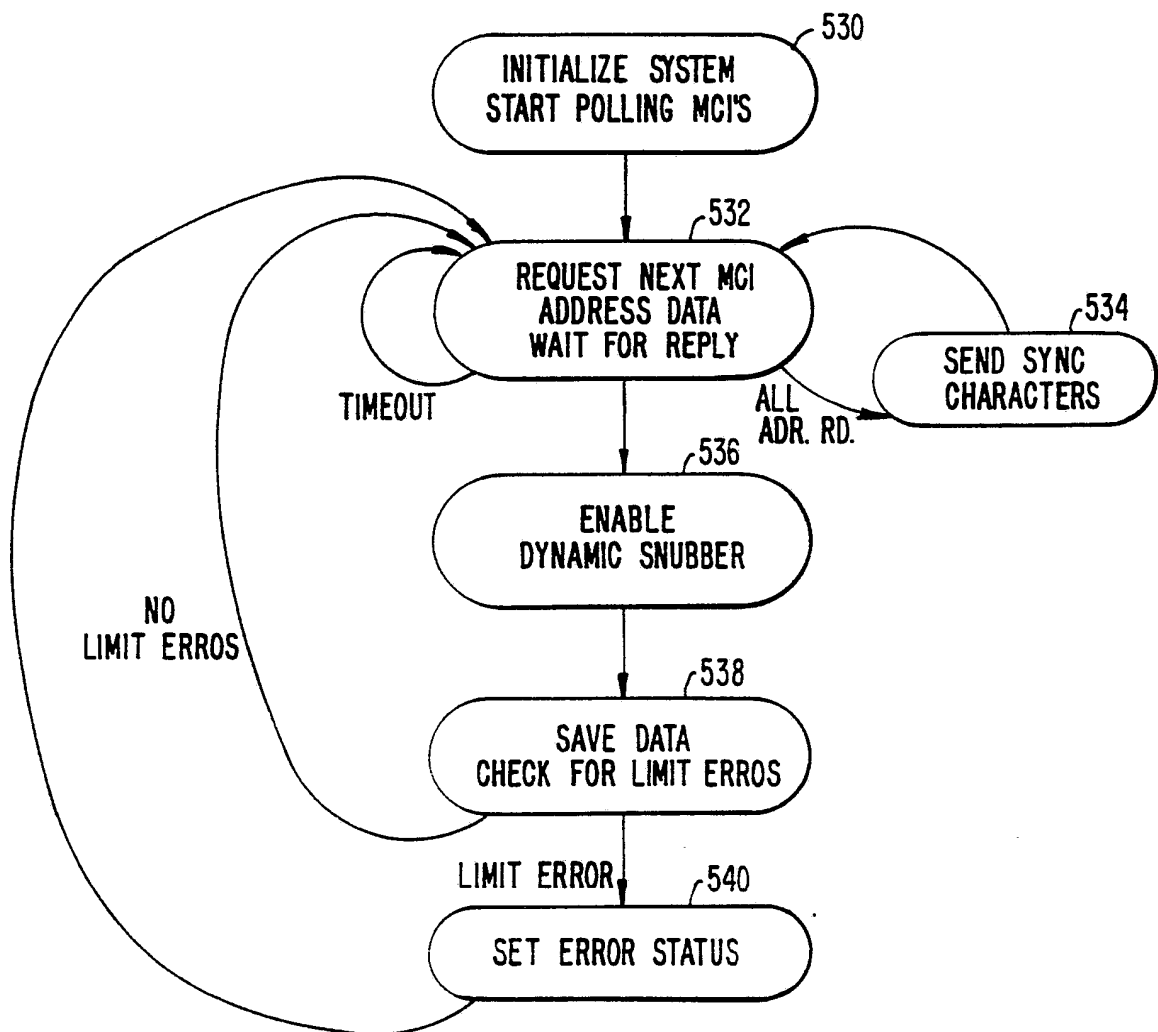 530
INITIALIZE SYSTEM
START POLLING MCI'S
532
REQUEST NEXT MCI
ADDRESS DATA
WAIT FOR REPLY
534
SEND SYNC
CHARACTERS
TIMEOUT
ALL
ADR. RD.
536
ENABLE
DYNAMIC SNUBBER
NO
LIMIT ERROS
538
SAVE DATA
CHECK FOR LIMIT ERROS
LIMIT ERROR
540
SET ERROR STATUS